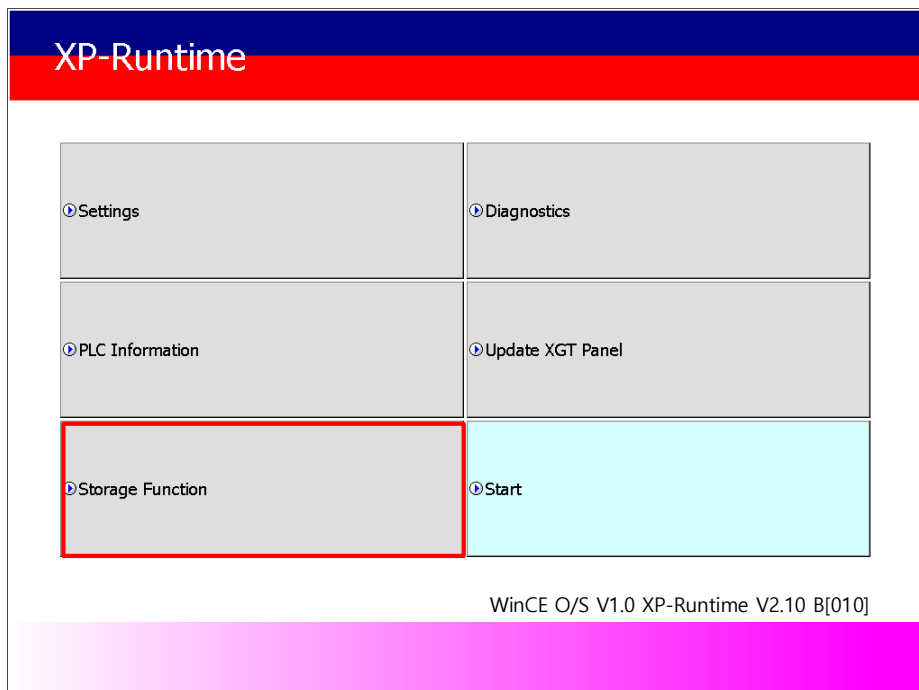 XP-Runtime
Settings
Diagnostics
PLC Information
Update XGT Panel
Storage Function
Start
WinCE O/S V1.0 XP-Runtime V2.10 B[010]